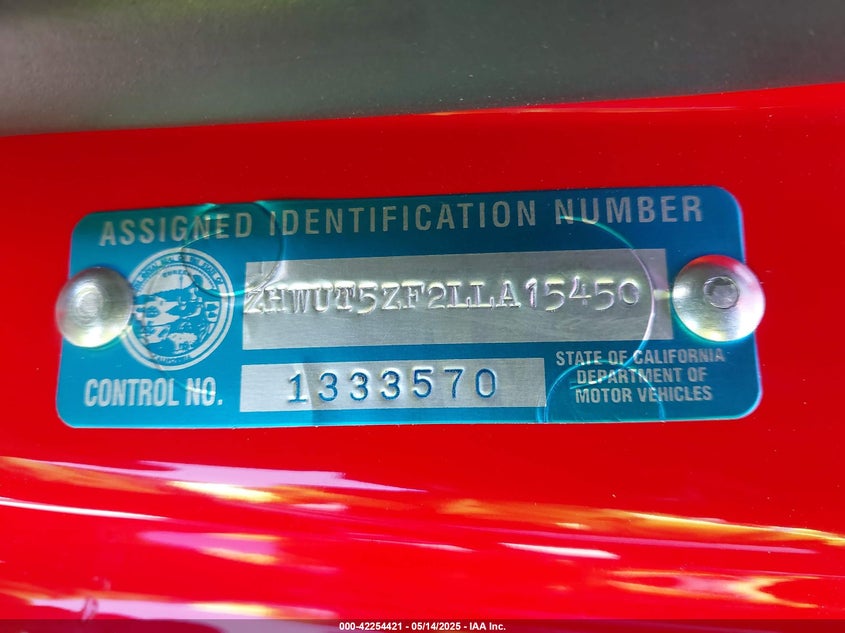 ASSIGNED IDENTIFICATION NUMBER
ZHWUT5ZF2LLA15450
CONTROL NO.
1333570
STATE OF CALIFORNIA
DEPARTMENT OF
MOTOR VEHICLES
000-42254421 - 05/14/2025 - IAA Inc.